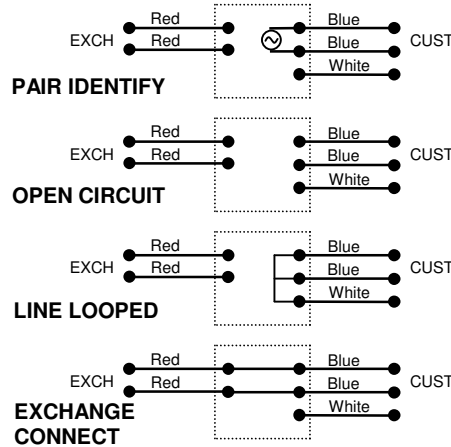 Red Blue
EXCH Red Blue CUST
White
PAIR IDENTIFY
Red Blue
EXCH Red Blue CUST
White
OPEN CIRCUIT
Red Blue
EXCH Red Blue CUST
White
LINE LOOPED
Red Blue
EXCH Red Blue CUST
White
EXCHANGE
CONNECT